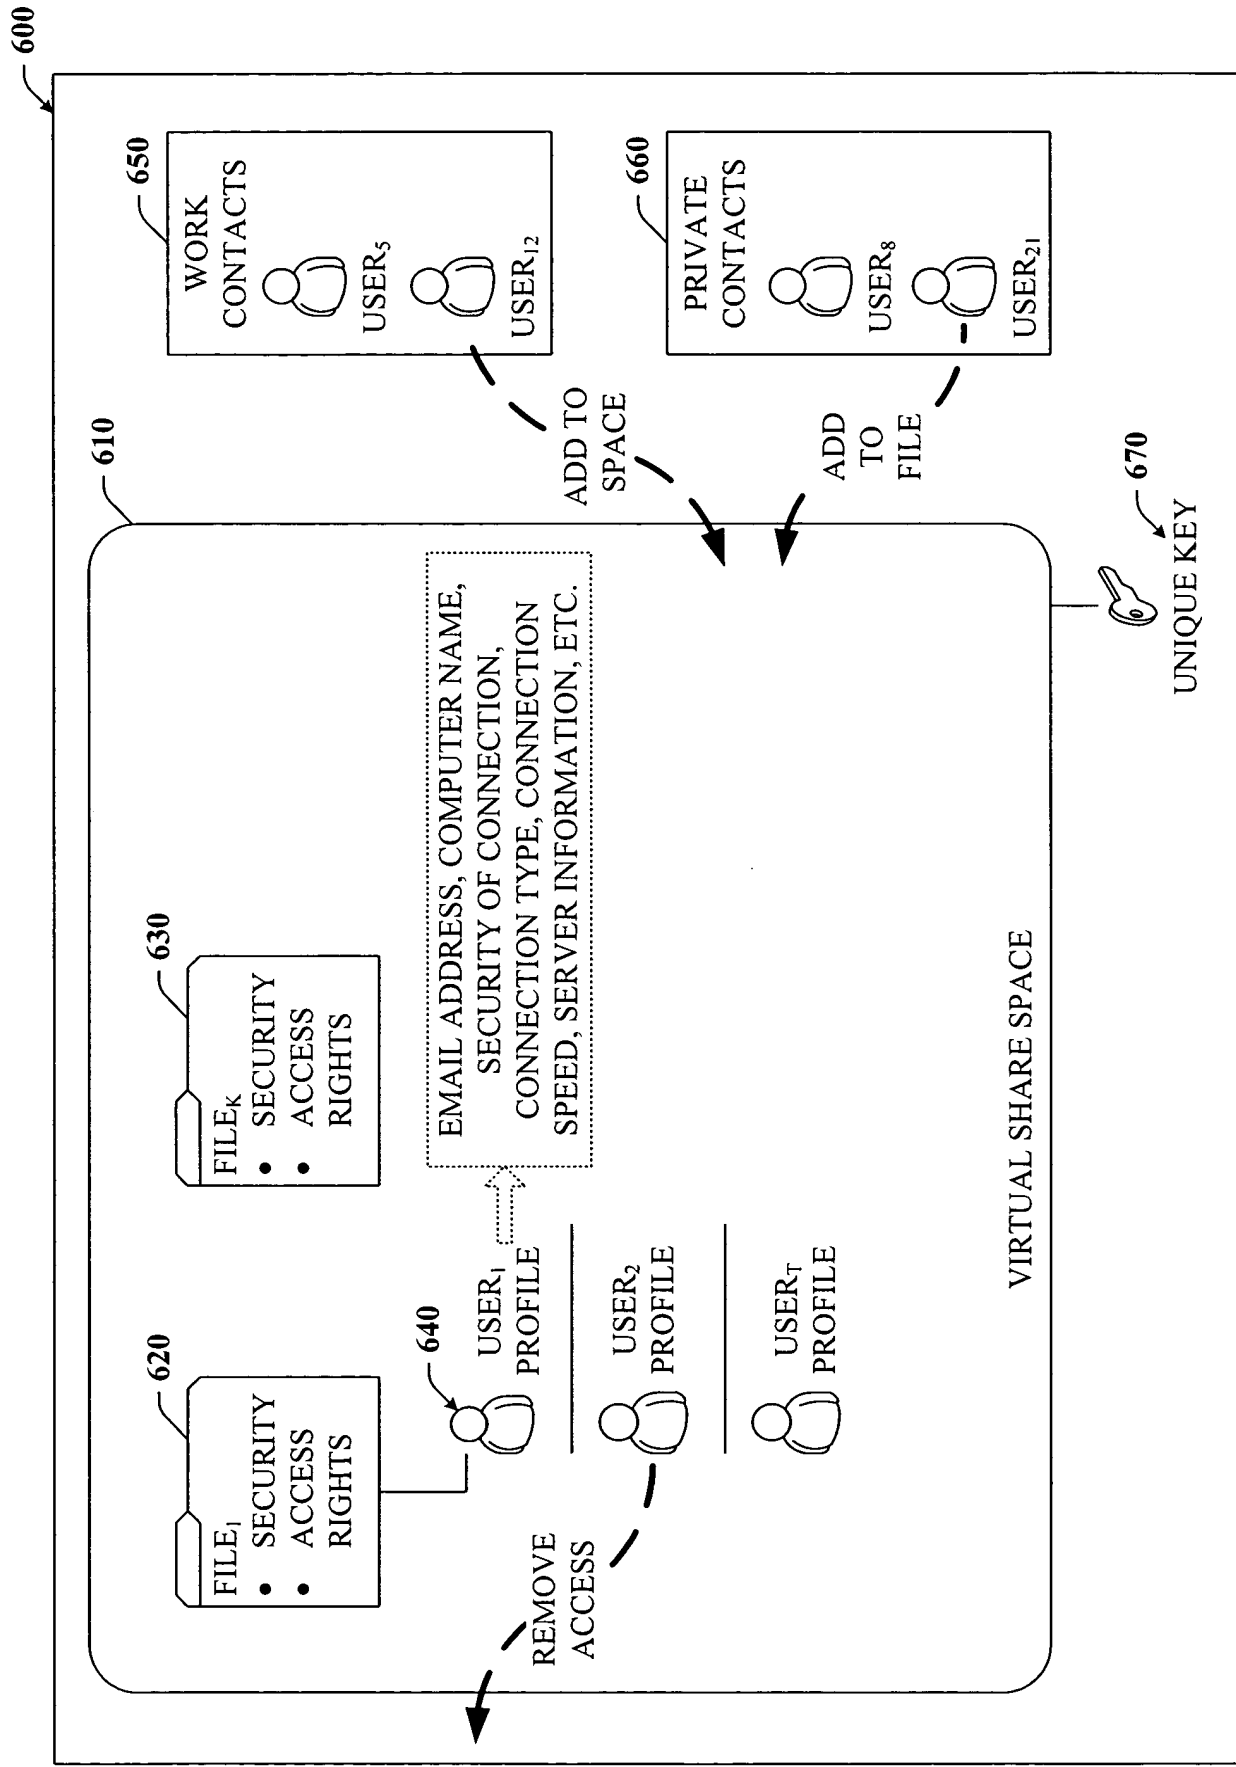 600
610
620
FILE1
• SECURITY
• ACCESS
RIGHTS
630
FILEK
• SECURITY
• ACCESS
RIGHTS
640
USER1
PROFILE
EMAIL ADDRESS, COMPUTER NAME,
SECURITY OF CONNECTION,
CONNECTION TYPE, CONNECTION
SPEED, SERVER INFORMATION, ETC.
USER2
PROFILE
USERT
PROFILE
REMOVE
ACCESS
VIRTUAL SHARE SPACE
650
WORK
CONTACTS
USER5
USER12
ADD TO
SPACE
660
PRIVATE
CONTACTS
USER8
USER21
ADD
TO
FILE
670
UNIQUE KEY